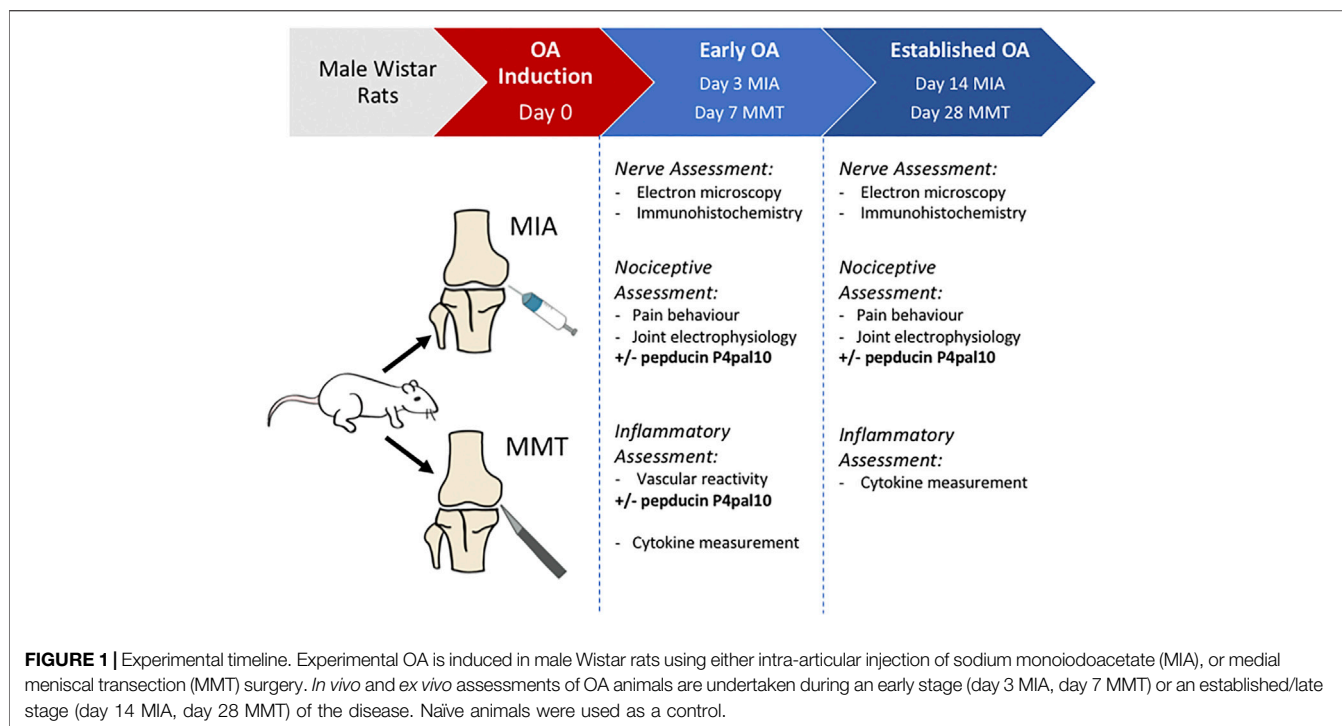 Male Wistar
Rats
OA
Induction
Day 0
Early OA
Day 3 MIA
Day 7 MMT
Established OA
Day 14 MIA
Day 28 MMT
MIA
MMT
Nerve Assessment:
- Electron microscopy
- Immunohistochemistry
Nociceptive
Assessment:
- Pain behaviour
- Joint electrophysiology
+/- pepducin P4pal10
Inflammatory
Assessment:
- Vascular reactivity
+/- pepducin P4pal10
- Cytokine measurement
Nerve Assessment:
- Electron microscopy
- Immunohistochemistry
Nociceptive
Assessment:
- Pain behaviour
- Joint electrophysiology
+/- pepducin P4pal10
Inflammatory
Assessment:
- Cytokine measurement
FIGURE 1 | Experimental timeline. Experimental OA is induced in male Wistar rats using either intra-articular injection of sodium monoiodoacetate (MIA), or medial
meniscal transection (MMT) surgery. In vivo and ex vivo assessments of OA animals are undertaken during an early stage (day 3 MIA, day 7 MMT) or an established/late
stage (day 14 MIA, day 28 MMT) of the disease. Naïve animals were used as a control.